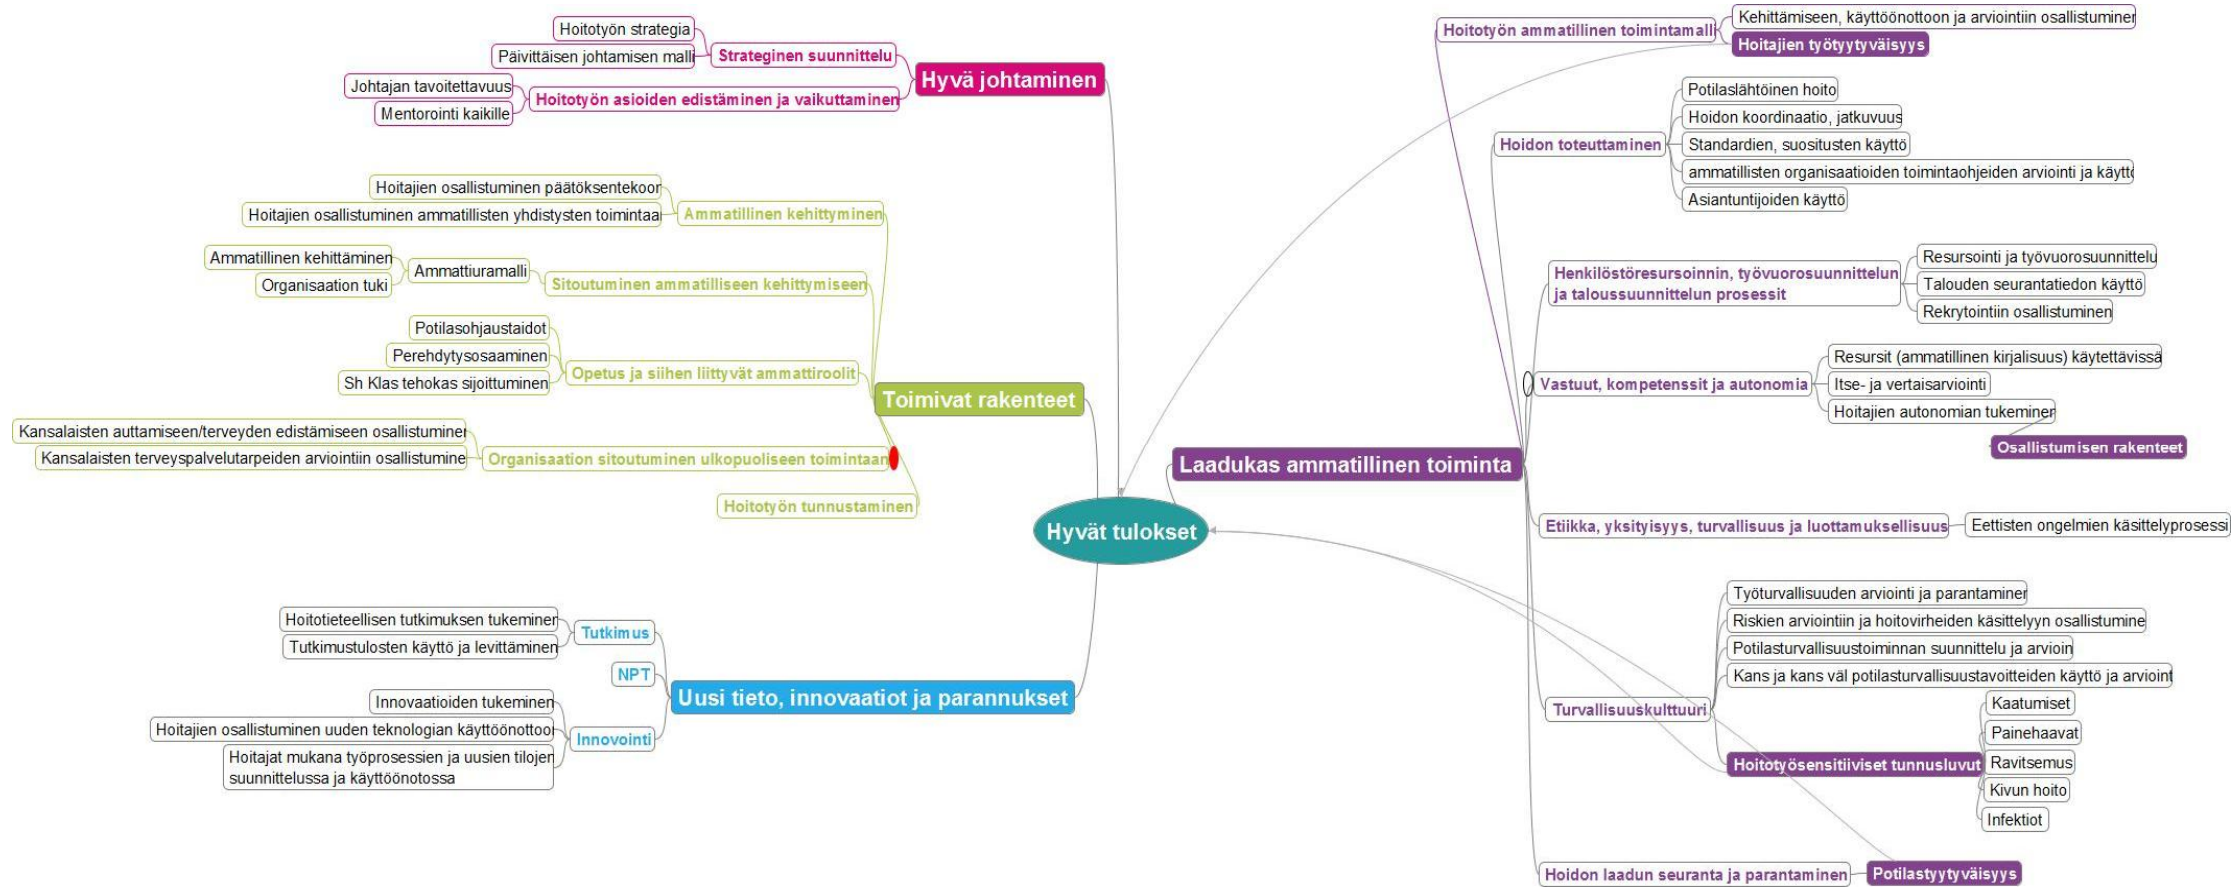 Hyvät tulokset
Hyvä johtaminen
Strateginen suunnittelu
Hoitotyön strategia
Päivittäisen johtamisen malli
Hoitotyön asioiden edistäminen ja vaikuttaminen
Johtajan tavoitettavuus
Mentorointi kaikille
Toimivat rakenteet
Ammatillinen kehittyminen
Hoitajien osallistuminen päätöksentekoon
Hoitajien osallistuminen ammatillisten yhdistysten toimintaa
Sitoutuminen ammatilliseen kehittymiseen
Ammattiuramalli
Ammatillinen kehittäminen
Organisaation tuki
Opetus ja siihen liittyvät ammattiroolit
Potilasohjaustaidot
Perehdytysosaaminen
Sh Klas tehokas sijoittuminen
Organisaation sitoutuminen ulkopuoliseen toimintaan
Kansalaisten auttamiseen/terveyden edistämiseen osallistuminen
Kansalaisten terveyspalvelutarpeiden arviointiin osallistumine
Hoitotyön tunnustaminen
Uusi tieto, innovaatiot ja parannukset
Tutkimus
Hoitotieteellisen tutkimuksen tukeminen
Tutkimustulosten käyttö ja levittäminen
NPT
Innovointi
Innovaatioiden tukeminen
Hoitajien osallistuminen uuden teknologian käyttöönottoon
Hoitajat mukana työprosessien ja uusien tilojen
suunnittelussa ja käyttöönotossa
Laadukas ammatillinen toiminta
Hoitotyön ammatillinen toimintamalli
Kehittämiseen, käyttöönottoon ja arviointiin osallistuminen
Hoitajien työtyytyväisyys
Hoidon toteuttaminen
Potilaslähtöinen hoito
Hoidon koordinaatio, jatkuvuus
Standardien, suositusten käyttö
ammatillisten organisaatioiden toimintaohjeiden arviointi ja käyttö
Asiantuntijoiden käyttö
Henkilöstöresursoinnin, työvuorosuunnittelun
ja taloussuunnittelun prosessit
Resursointi ja työvuorosuunnittelu
Talouden seurantatiedon käyttö
Rekrytointiin osallistuminen
Vastuut, kompetenssit ja autonomia
Resursit (ammatillinen kirjalisuus) käytettävissä
Itse- ja vertaisarviointi
Hoitajien autonomian tukeminen
Osallistumisen rakenteet
Etiikka, yksityisyys, turvallisuus ja luottamuksellisuus
Eettisten ongelmien käsittelyprosessi
Turvallisuuskulttuuri
Työturvallisuuden arviointi ja parantaminen
Riskien arviointiin ja hoitovirheiden käsittelyyn osallistumine
Potilasturvallisuustoiminnan suunnittelu ja arvioin
Kans ja kans väl potilasturvallisuustavoitteiden käyttö ja arvioint
Hoitotyösensitiiviset tunnusluvut
Kaatumiset
Painehaavat
Ravitsemus
Kivun hoito
Infektiot
Hoidon laadun seuranta ja parantaminen
Potilastyytyväisyys